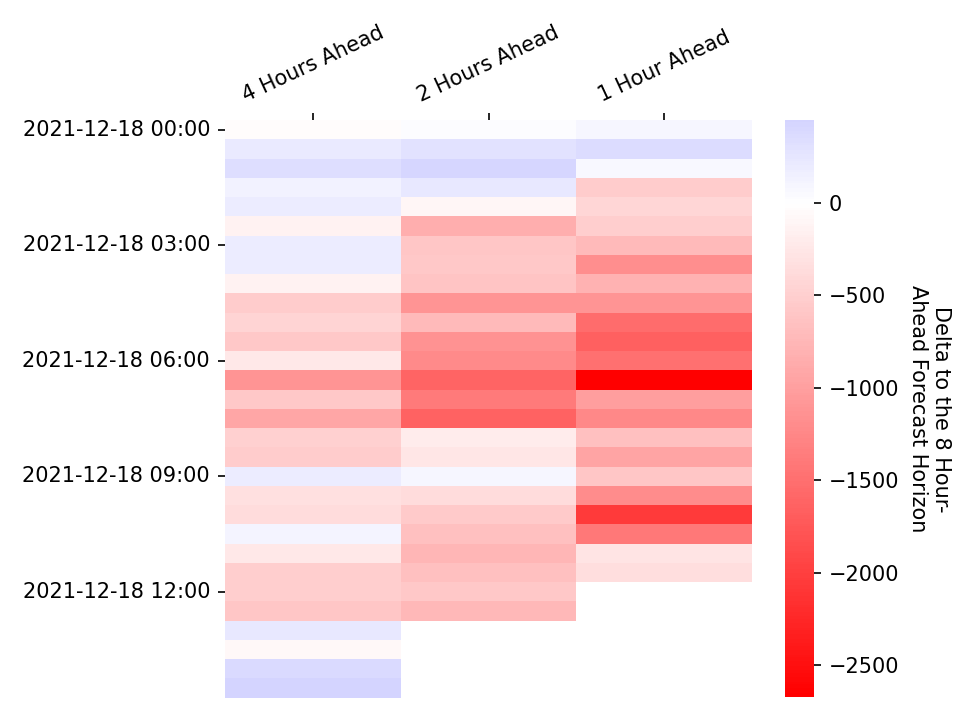 4 Hours Ahead
2 Hours Ahead
1 Hour Ahead
2021-12-18 00:00
2021-12-18 03:00
2021-12-18 06:00
2021-12-18 09:00
2021-12-18 12:00
0
−500
−1000
−1500
−2000
−2500
Delta to the 8 Hour-
Ahead Forecast Horizon